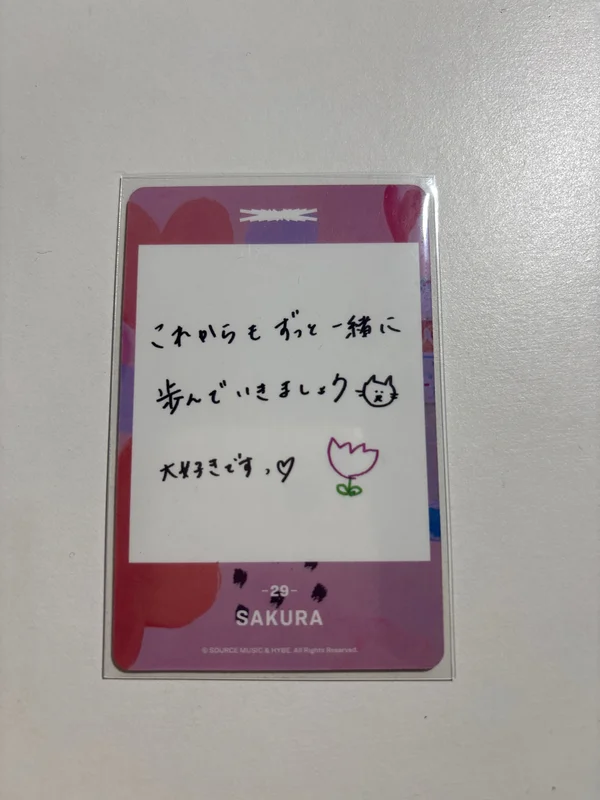 これからもずっと一緒に
歩んでいきましょう
大好きですっ♡
-29-
SAKURA
© SOURCE MUSIC & HYBE. All Rights Reserved.